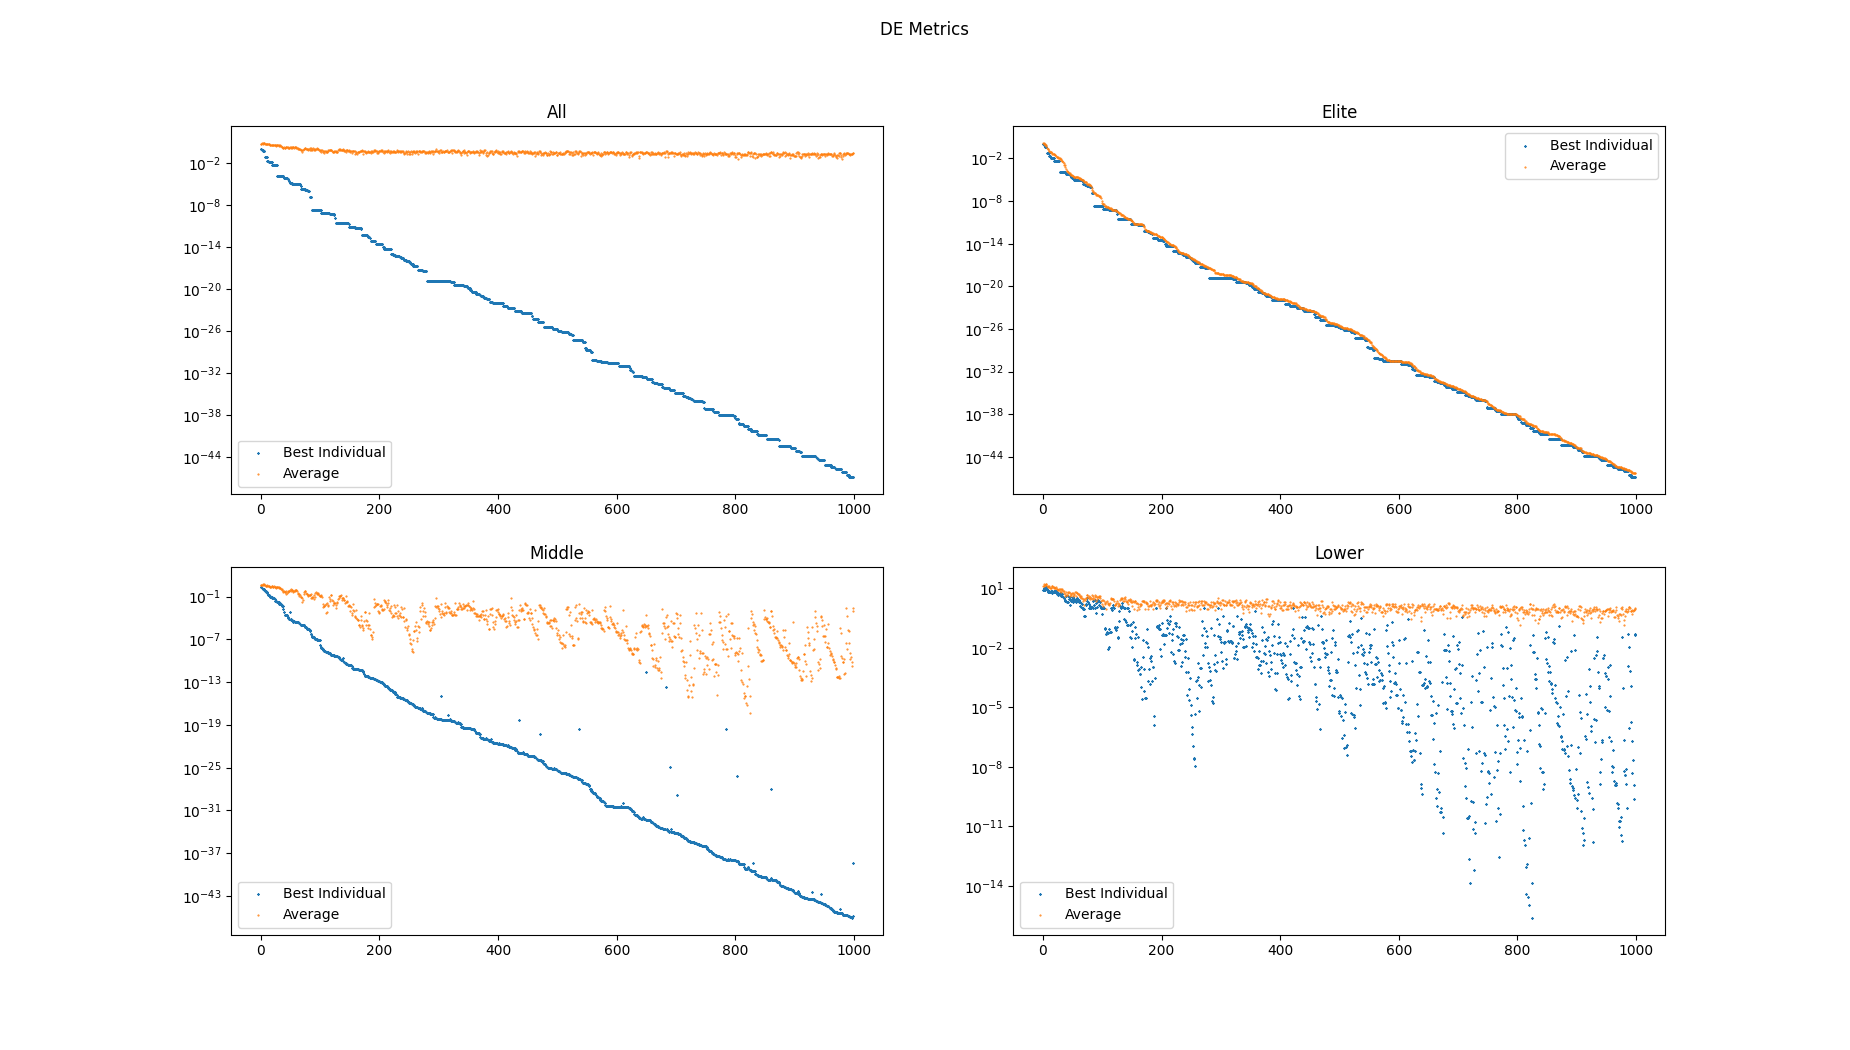 DE Metrics
All
10^-2
10^-8
10^-14
10^-20
10^-26
10^-32
10^-38
10^-44
Best Individual
Average
0 200 400 600 800 1000
Elite
Best Individual
Average
10^-2
10^-8
10^-14
10^-20
10^-26
10^-32
10^-38
10^-44
0 200 400 600 800 1000
Middle
10^-1
10^-7
10^-13
10^-19
10^-25
10^-31
10^-37
10^-43
Best Individual
Average
0 200 400 600 800 1000
Lower
10^1
10^-2
10^-5
10^-8
10^-11
10^-14
Best Individual
Average
0 200 400 600 800 1000